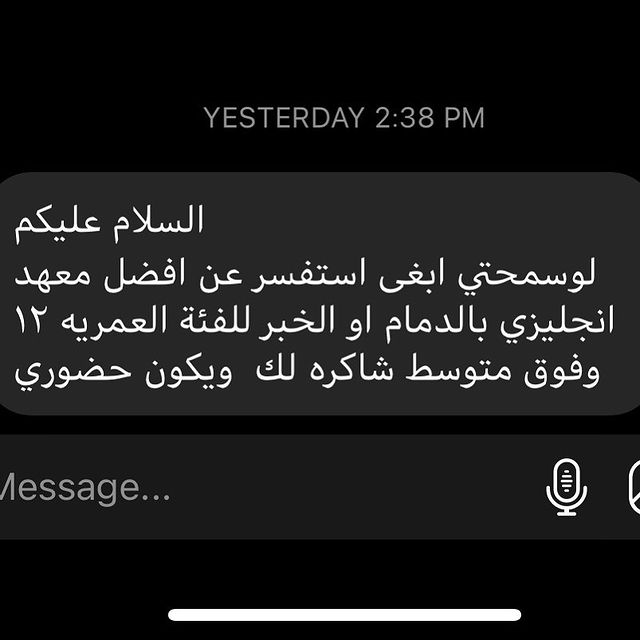 YESTERDAY 2:38 PM
السلام عليكم
لوسمحتي ابغى استفسر عن افضل معهد
انجليزي بالدمام او الخبر للفئة العمريه ١٢
وفوق متوسط شاكره لك ويكون حضوري
Message...